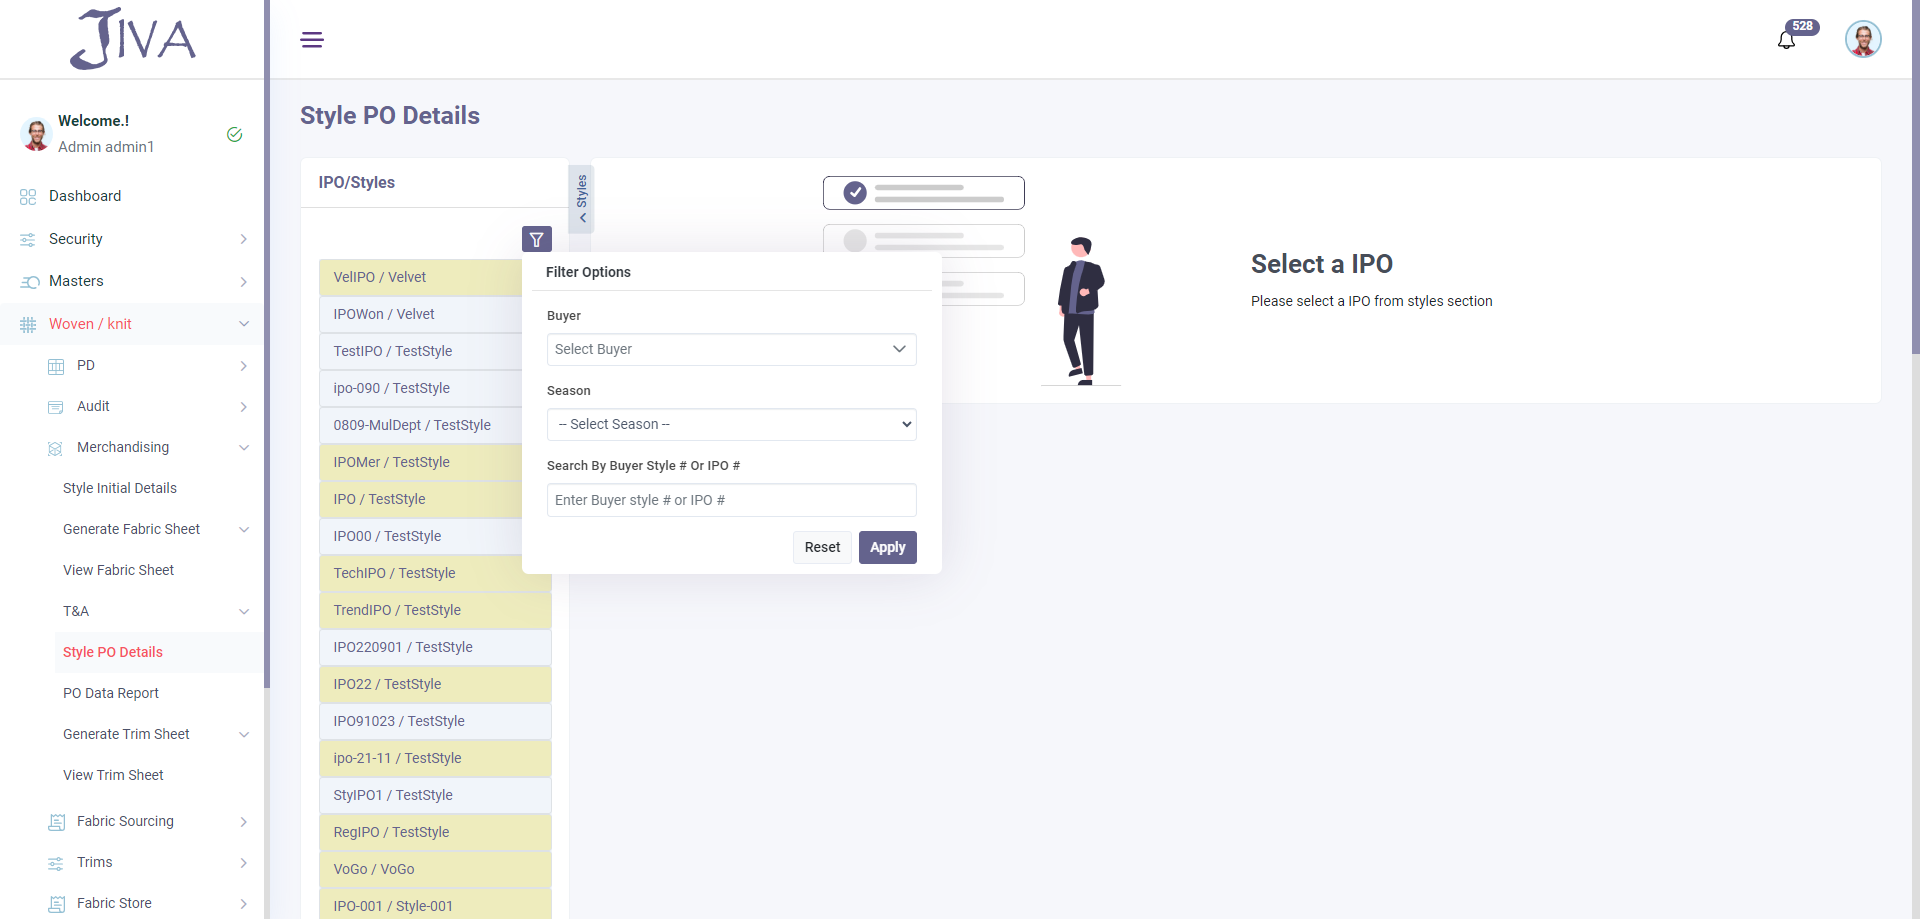 JIVA
528
Welcome.!
Admin admin1
Dashboard
Security
Masters
Woven / knit
PD
Audit
Merchandising
Style Initial Details
Generate Fabric Sheet
View Fabric Sheet
T&A
Style PO Details
PO Data Report
Generate Trim Sheet
View Trim Sheet
Fabric Sourcing
Trims
Fabric Store
Style PO Details
IPO/Styles
Styles
VelIPO / Velvet
IPOWon / Velvet
TestIPO / TestStyle
ipo-090 / TestStyle
0809-MulDept / TestStyle
IPOMer / TestStyle
IPO / TestStyle
IPO00 / TestStyle
TechIPO / TestStyle
TrendIPO / TestStyle
IPO220901 / TestStyle
IPO22 / TestStyle
IPO91023 / TestStyle
ipo-21-11 / TestStyle
StyIPO1 / TestStyle
RegIPO / TestStyle
VoGo / VoGo
IPO-001 / Style-001
Filter Options
Buyer
Select Buyer
Season
-- Select Season --
Search By Buyer Style # Or IPO #
Enter Buyer style # or IPO #
Reset
Apply
Select a IPO
Please select a IPO from styles section